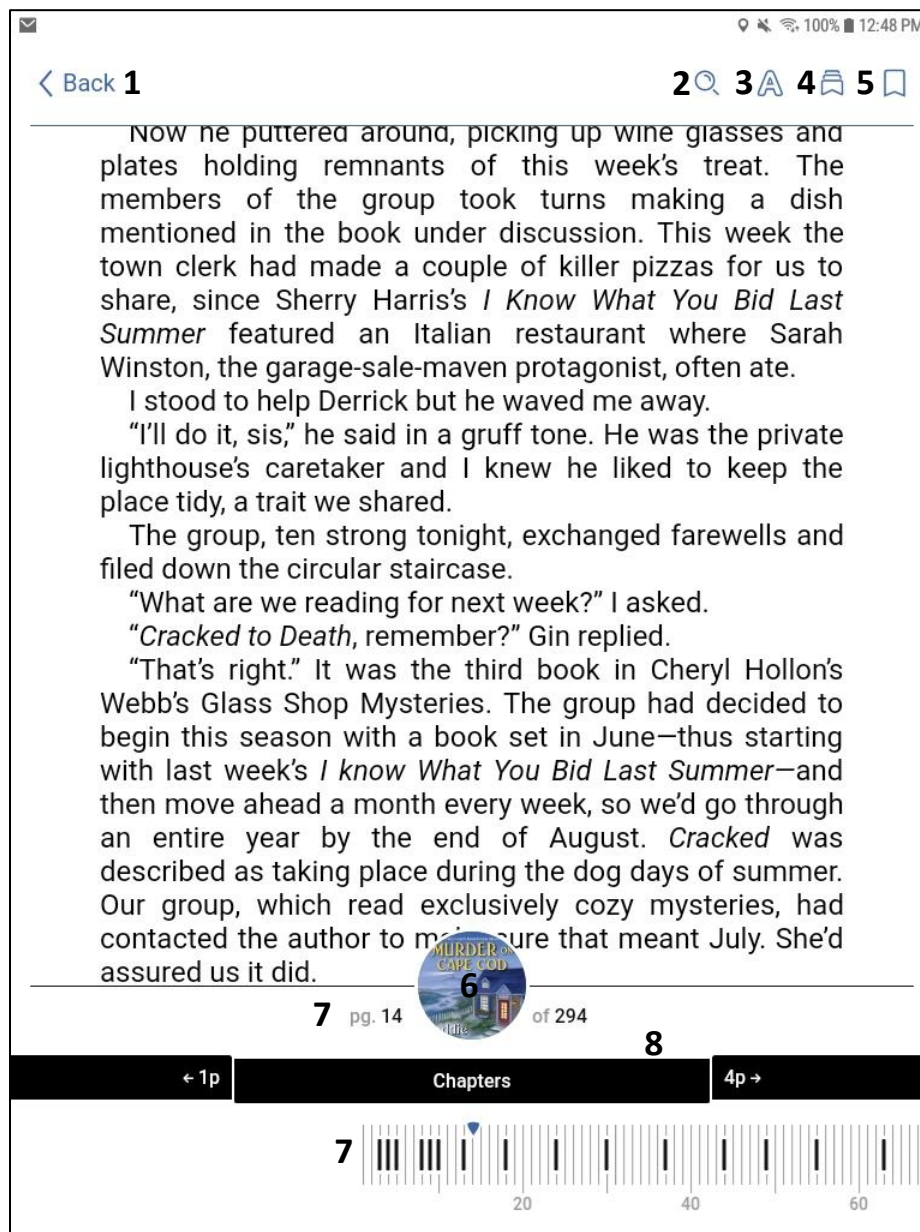 100% 12:48 PM
Back 1
2 3 A 4 5
Now he puttered around, picking up wine glasses and
plates holding remnants of this week's treat. The
members of the group took turns making a dish
mentioned in the book under discussion. This week the
town clerk had made a couple of killer pizzas for us to
share, since Sherry Harris's I Know What You Bid Last
Summer featured an Italian restaurant where Sarah
Winston, the garage-sale-maven protagonist, often ate.
I stood to help Derrick but he waved me away.
“I'll do it, sis,” he said in a gruff tone. He was the private
lighthouse's caretaker and I knew he liked to keep the
place tidy, a trait we shared.
The group, ten strong tonight, exchanged farewells and
filed down the circular staircase.
“What are we reading for next week?” I asked.
“Cracked to Death, remember?” Gin replied.
“That's right.” It was the third book in Cheryl Hollon's
Webb's Glass Shop Mysteries. The group had decided to
begin this season with a book set in June—thus starting
with last week's I know What You Bid Last Summer—and
then move ahead a month every week, so we'd go through
an entire year by the end of August. Cracked was
described as taking place during the dog days of summer.
Our group, which read exclusively cozy mysteries, had
contacted the author to sure that meant July. She'd
assured us it did.
MURDER ON
CAPE COD
6
7 pg. 14 of 294
8
← 1p Chapters 4p →
7
20 40 60